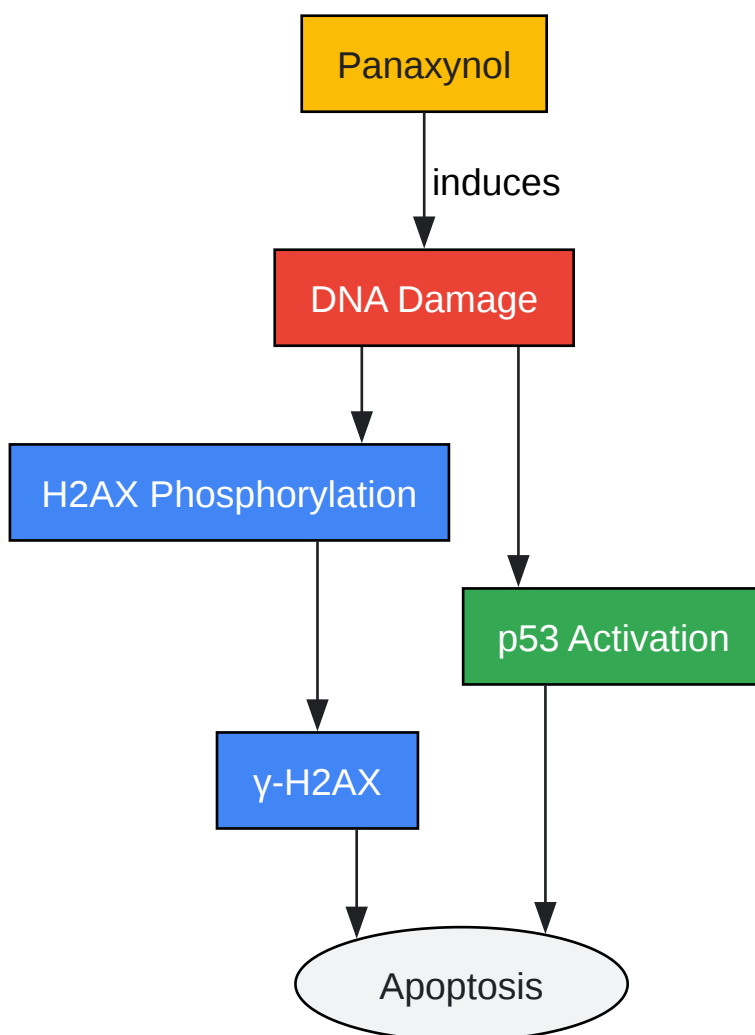 Panaxynol
induces
DNA Damage
H2AX Phosphorylation
p53 Activation
γ-H2AX
Apoptosis